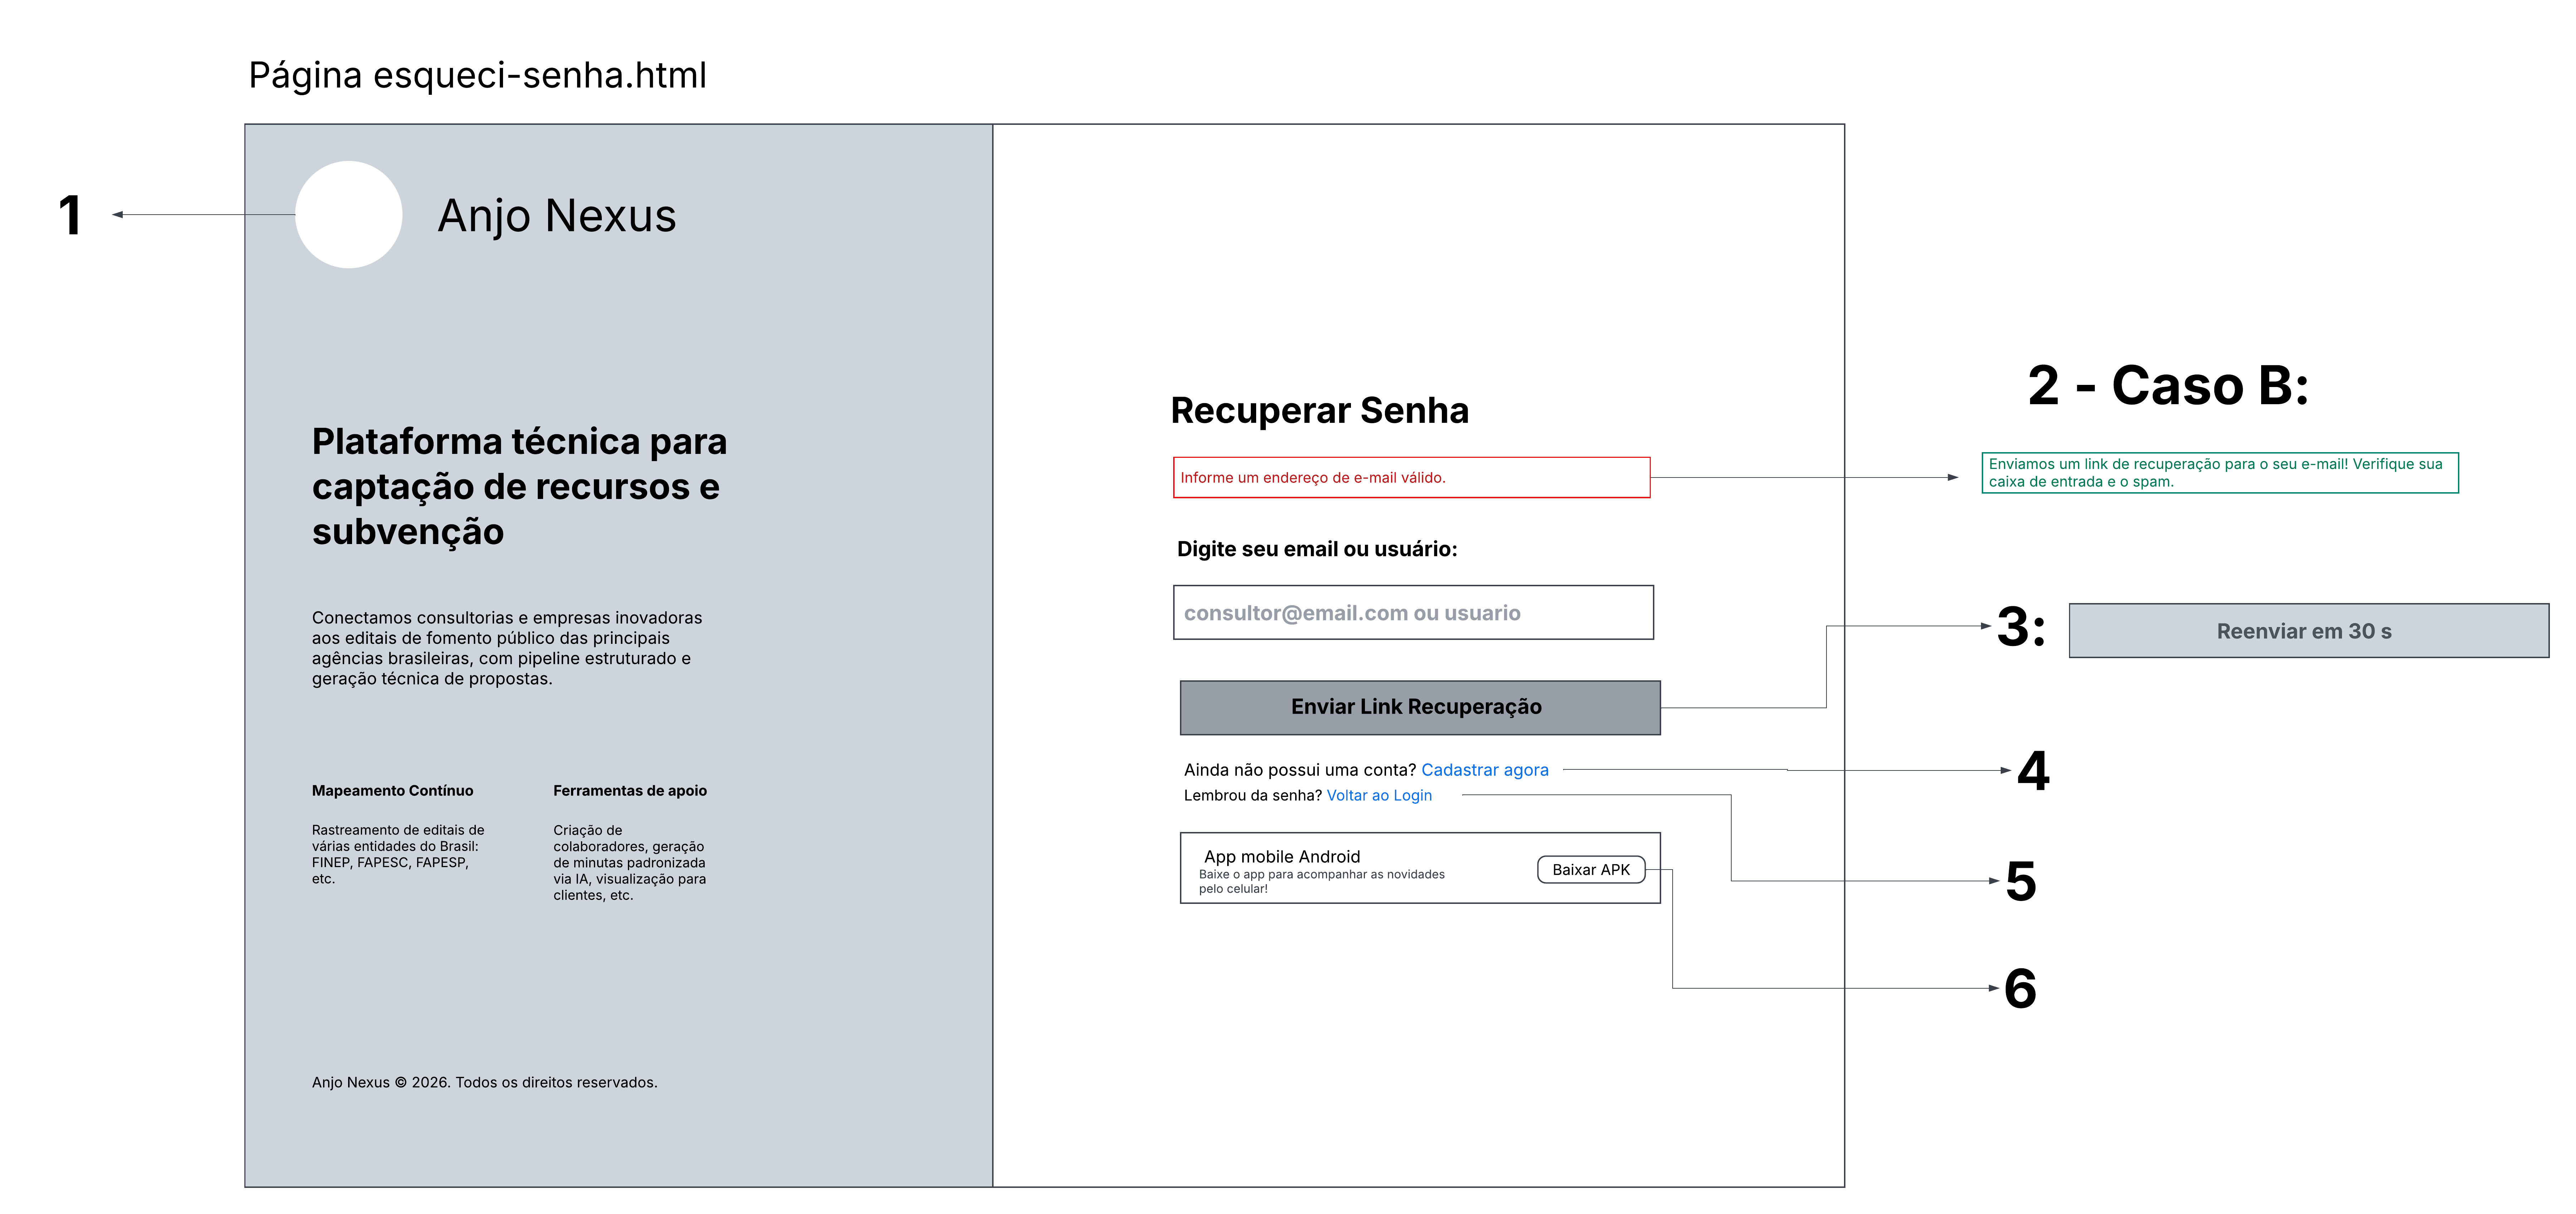 Página esqueci-senha.html
1
Anjo Nexus
Plataforma técnica para
captação de recursos e
subvenção
Conectamos consultorias e empresas inovadoras
aos editais de fomento público das principais
agências brasileiras, com pipeline estruturado e
geração técnica de propostas.
Mapeamento Contínuo
Rastreamento de editais de
várias entidades do Brasil:
FINEP, FAPESC, FAPESP,
etc.
Ferramentas de apoio
Criação de
colaboradores, geração
de minutas padronizada
via IA, visualização para
clientes, etc.
Anjo Nexus © 2026. Todos os direitos reservados.
Recuperar Senha
Informe um endereço de e-mail válido.
Digite seu email ou usuário:
consultor@email.com ou usuario
Enviar Link Recuperação
Ainda não possui uma conta? Cadastrar agora
Lembrou da senha? Voltar ao Login
App mobile Android
Baixe o app para acompanhar as novidades
pelo celular!
Baixar APK
2 - Caso B:
Enviamos um link de recuperação para o seu e-mail! Verifique sua
caixa de entrada e o spam.
3:
Reenviar em 30 s
4
5
6